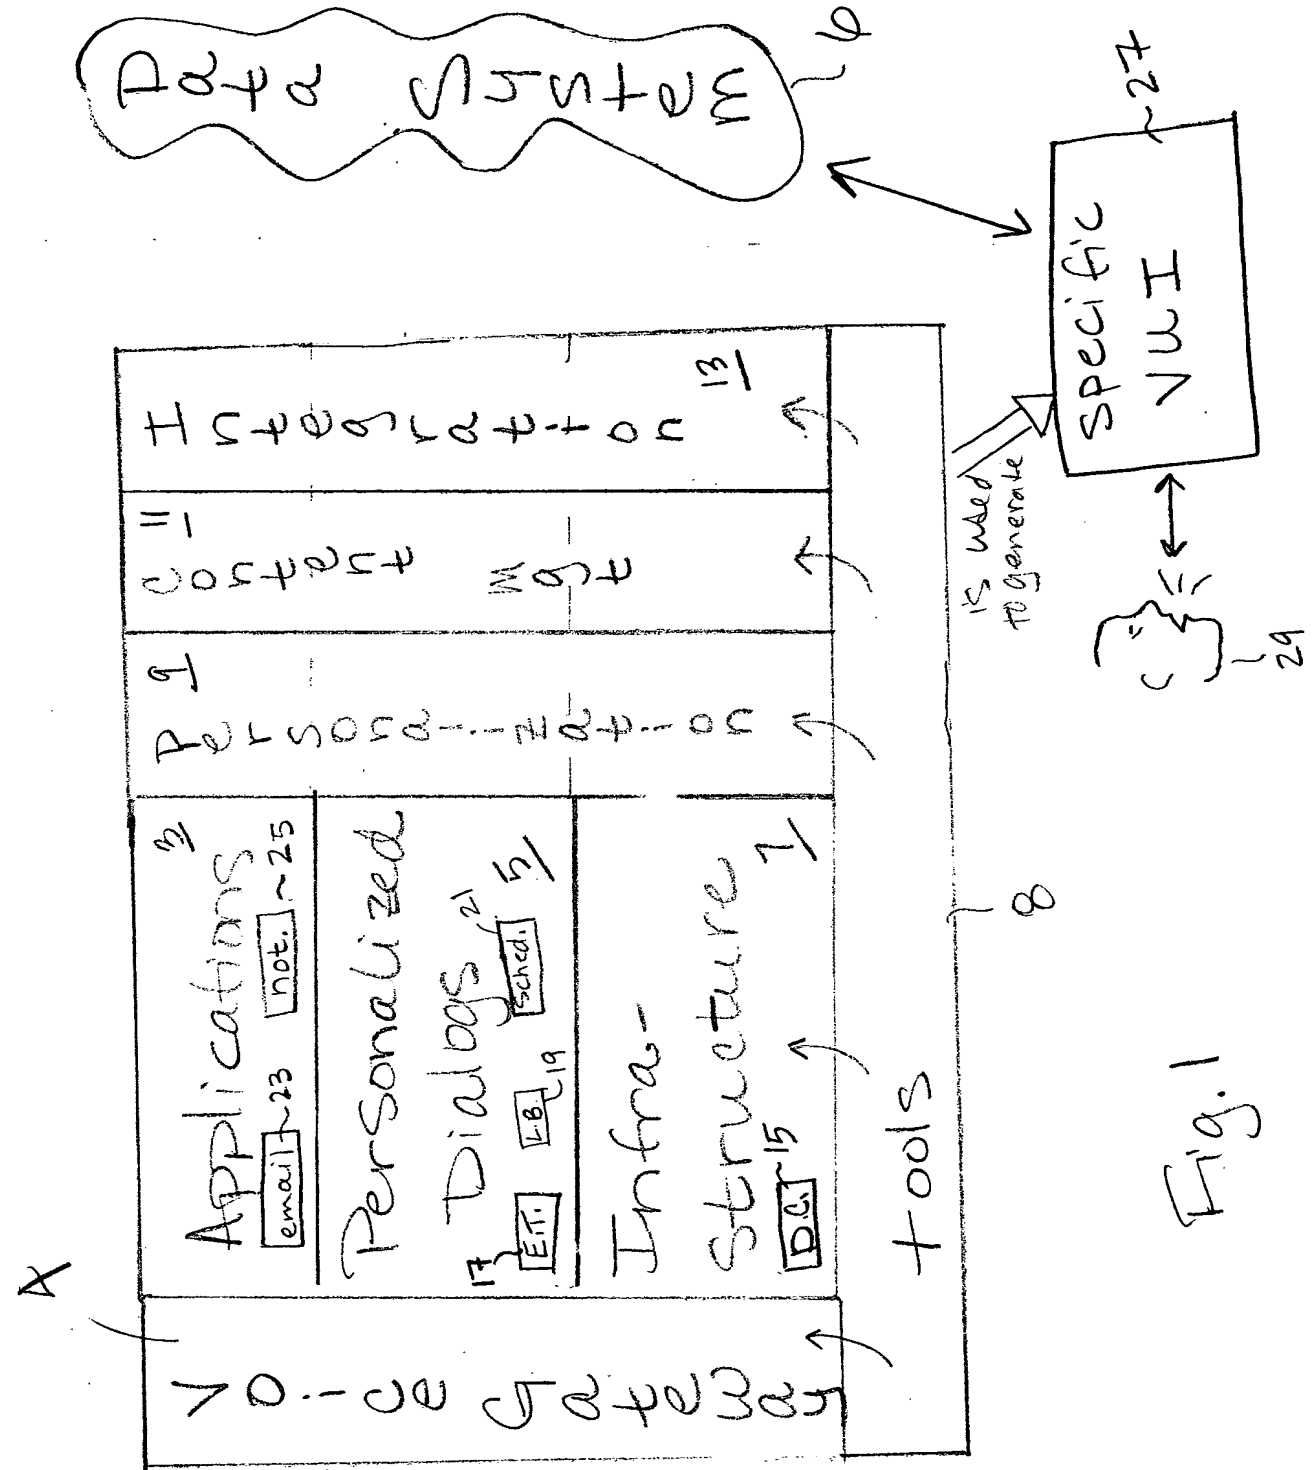 A
Voice Gateway
Applications 3
email ~23 not. ~25
Personalized
Dialogs 21
17 E.T. L.B. 19 Sched. 5
Infra-
structure
D.C. ~15 7
Personalization
9
11
Content mgt
Integration
13
Data System
6
tools
8
is used
to generate
Specific
VUI
27
29
Fig. 1